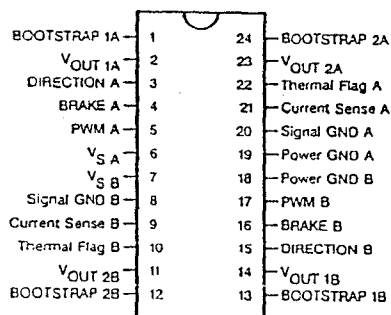 BOOTSTRAP 1A 1 24 BOOTSTRAP 2A
VOUT 1A 2 23 VOUT 2A
DIRECTION A 3 22 Thermal Flag A
BRAKE A 4 21 Current Sense A
PWM A 5 20 Signal GND A
VS A 6 19 Power GND A
VS B 7 18 Power GND B
Signal GND B 8 17 PWM B
Current Sense B 9 16 BRAKE B
Thermal Flag B 10 15 DIRECTION B
VOUT 2B 11 14 VOUT 1B
BOOTSTRAP 2B 12 13 BOOTSTRAP 1B